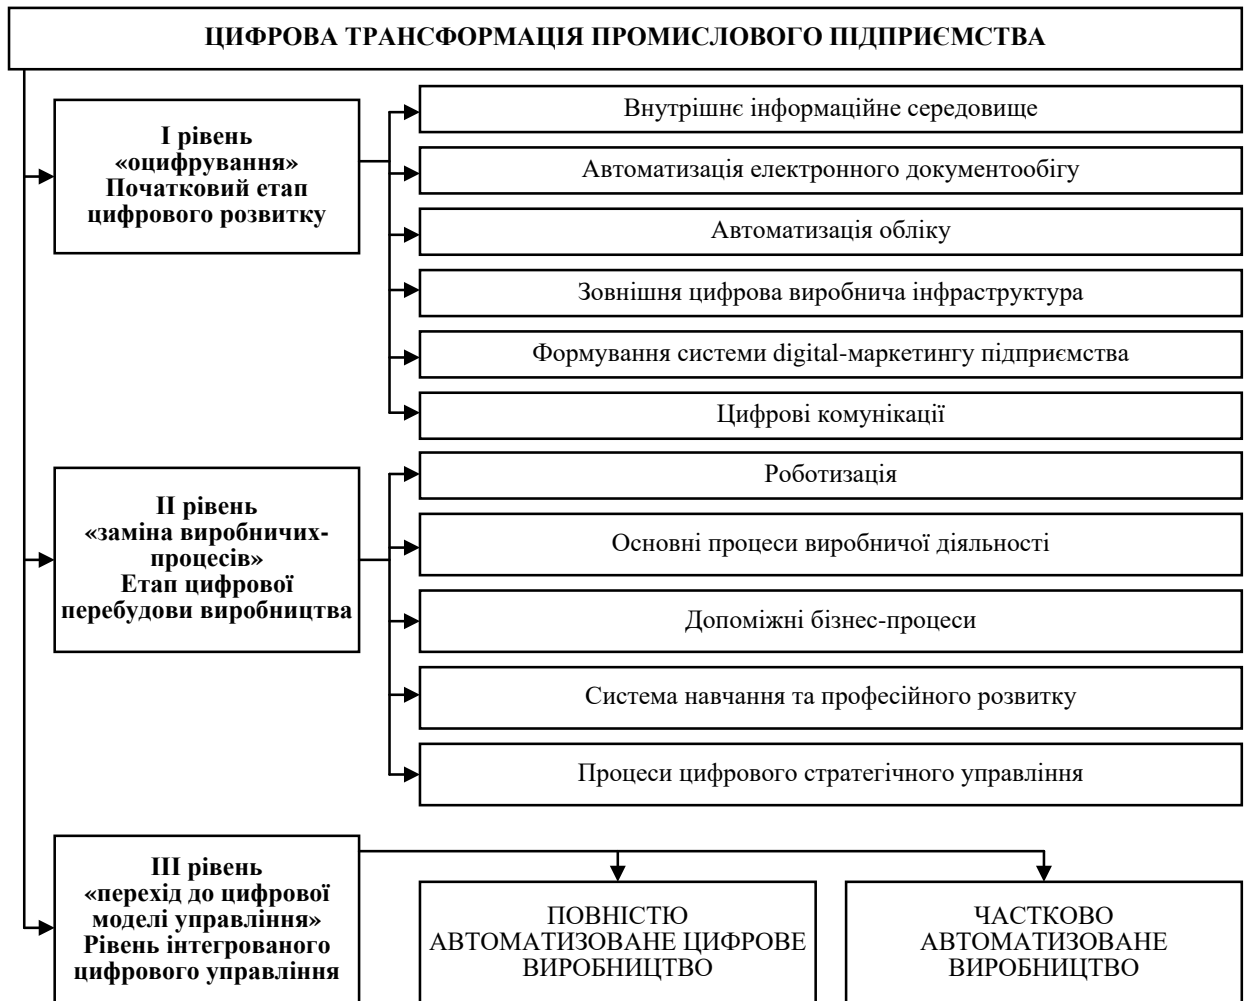 ЦИФРОВА ТРАНСФОРМАЦІЯ ПРОМИСЛОВОГО ПІДПРИЄМСТВА
І рівень
«оцифрування»
Початковий етап
цифрового розвитку
Внутрішнє інформаційне середовище
Автоматизація електронного документообігу
Автоматизація обліку
Зовнішня цифрова виробнича інфраструктура
Формування системи digital-маркетингу підприємства
Цифрові комунікації
ІІ рівень
«заміна виробничих-
процесів»
Етап цифрової
перебудови виробництва
Роботизація
Основні процеси виробничої діяльності
Допоміжні бізнес-процеси
Система навчання та професійного розвитку
Процеси цифрового стратегічного управління
ІІІ рівень
«перехід до цифрової
моделі управління»
Рівень інтегрованого
цифрового управління
ПОВНІСТЮ
АВТОМАТИЗОВАНЕ ЦИФРОВЕ
ВИРОБНИЦТВО
ЧАСТКОВО
АВТОМАТИЗОВАНЕ
ВИРОБНИЦТВО